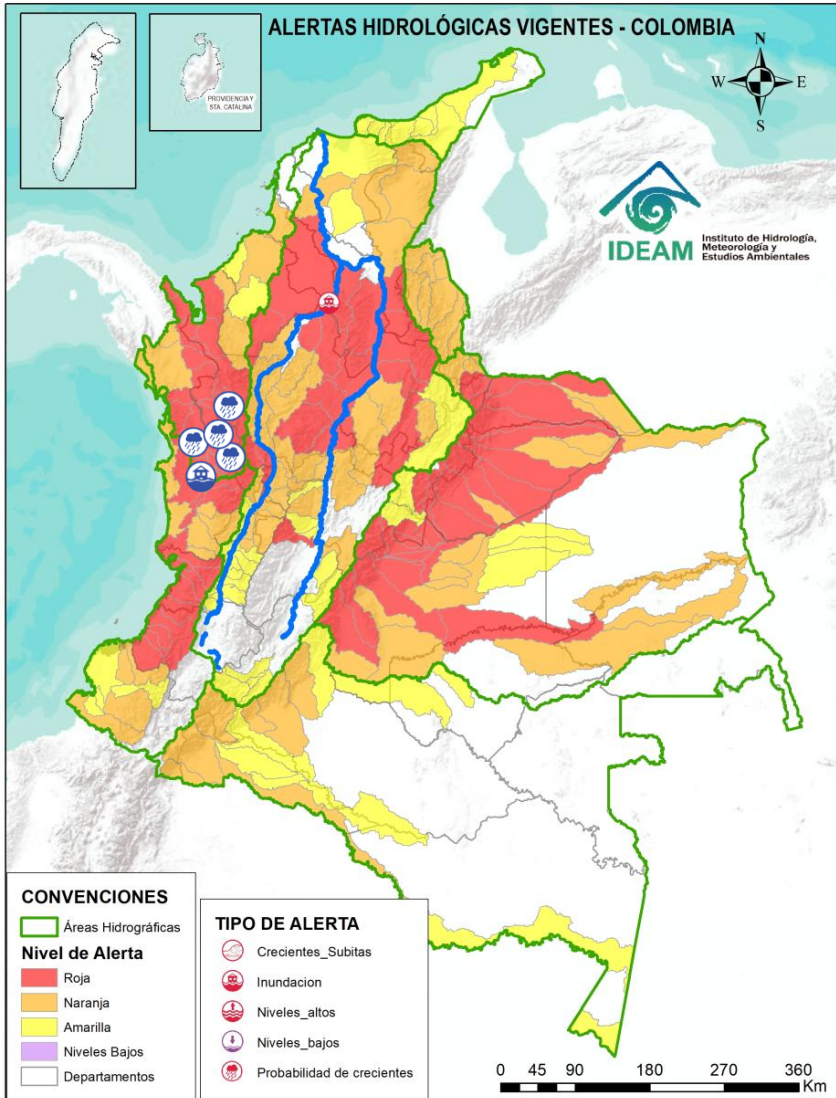 ALERTAS HIDROLÓGICAS VIGENTES - COLOMBIA
PROVIDENCIA Y
STA. CATALINA
N
W
E
S
IDEAM
Instituto de Hidrología,
Meteorología y
Estudios Ambientales
CONVENCIONES
Áreas Hidrográficas
Nivel de Alerta
Roja
Naranja
Amarilla
Niveles Bajos
Departamentos
TIPO DE ALERTA
Crecientes_Subitas
Inundacion
Niveles_altos
Niveles_bajos
Probabilidad de crecientes
0 45 90 180 270 360
Km